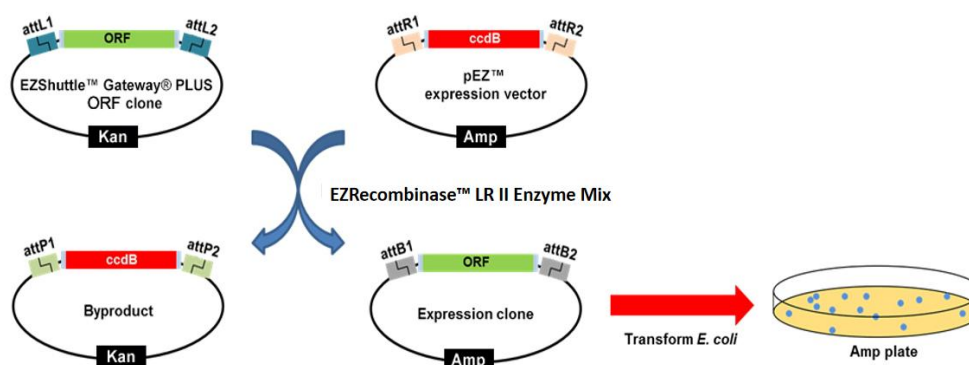 attL1
ORF
attL2
EZShuttle™ Gateway® PLUS
ORF clone
Kan
attR1
ccdB
attR2
pEZ™
expression vector
Amp
EZRecombinase™ LR II Enzyme Mix
attP1
ccdB
attP2
Byproduct
Kan
attB1
ORF
attB2
Expression clone
Amp
Transform E. coli
Amp plate